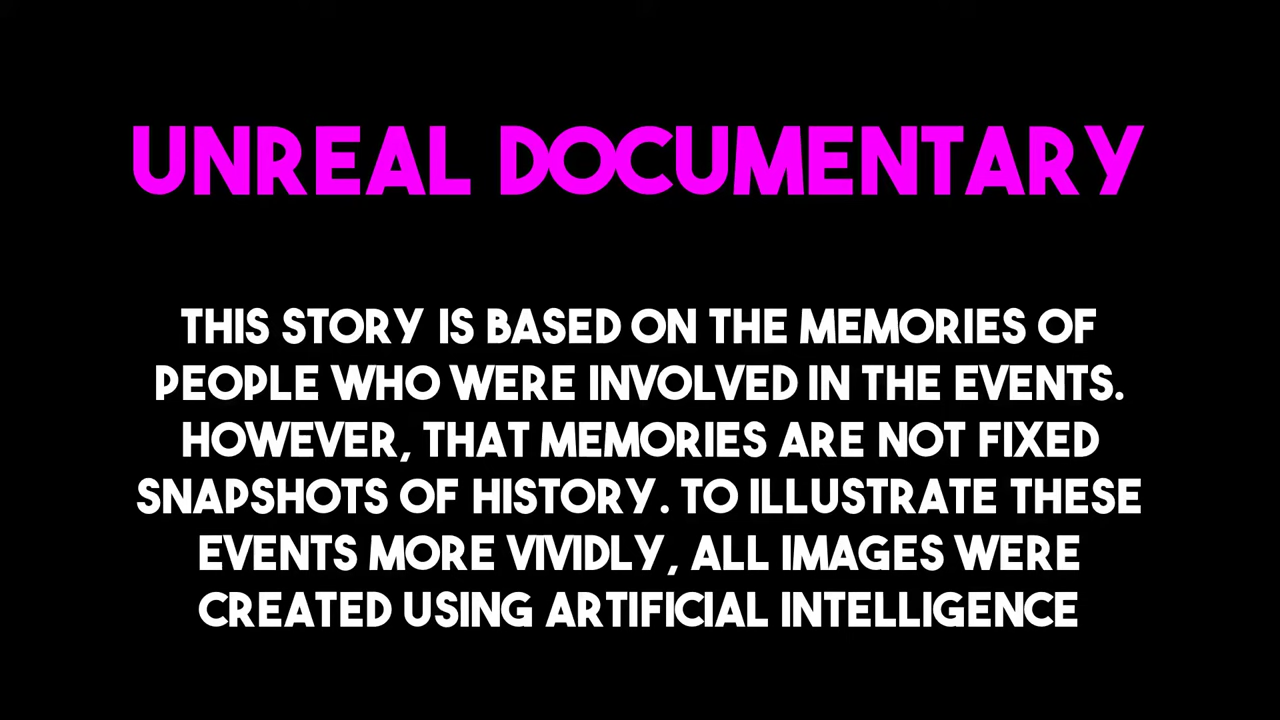 UNREAL DOCUMENTARY
THIS STORY IS BASED ON THE MEMORIES OF
PEOPLE WHO WERE INVOLVED IN THE EVENTS.
HOWEVER, THAT MEMORIES ARE NOT FIXED
SNAPSHOTS OF HISTORY. TO ILLUSTRATE THESE
EVENTS MORE VIVIDLY, ALL IMAGES WERE
CREATED USING ARTIFICIAL INTELLIGENCE